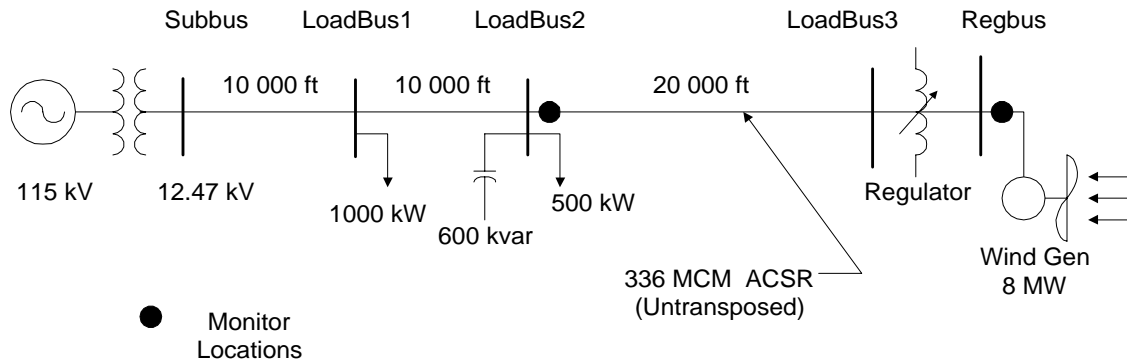 Subbus
LoadBus1
LoadBus2
LoadBus3
Regbus
10 000 ft
10 000 ft
20 000 ft
115 kV
12.47 kV
1000 kW
600 kvar
500 kW
Regulator
336 MCM ACSR
(Untransposed)
Wind Gen
8 MW
Monitor
Locations